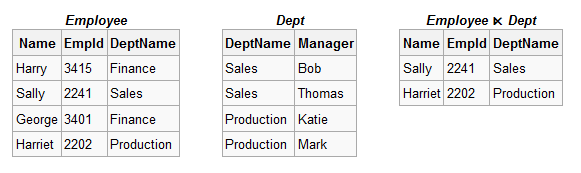 Employee
Name EmpId DeptName
Harry 3415 Finance
Sally 2241 Sales
George 3401 Finance
Harriet 2202 Production
Dept
DeptName Manager
Sales Bob
Sales Thomas
Production Katie
Production Mark
Employee ⋉ Dept
Name EmpId DeptName
Sally 2241 Sales
Harriet 2202 Production